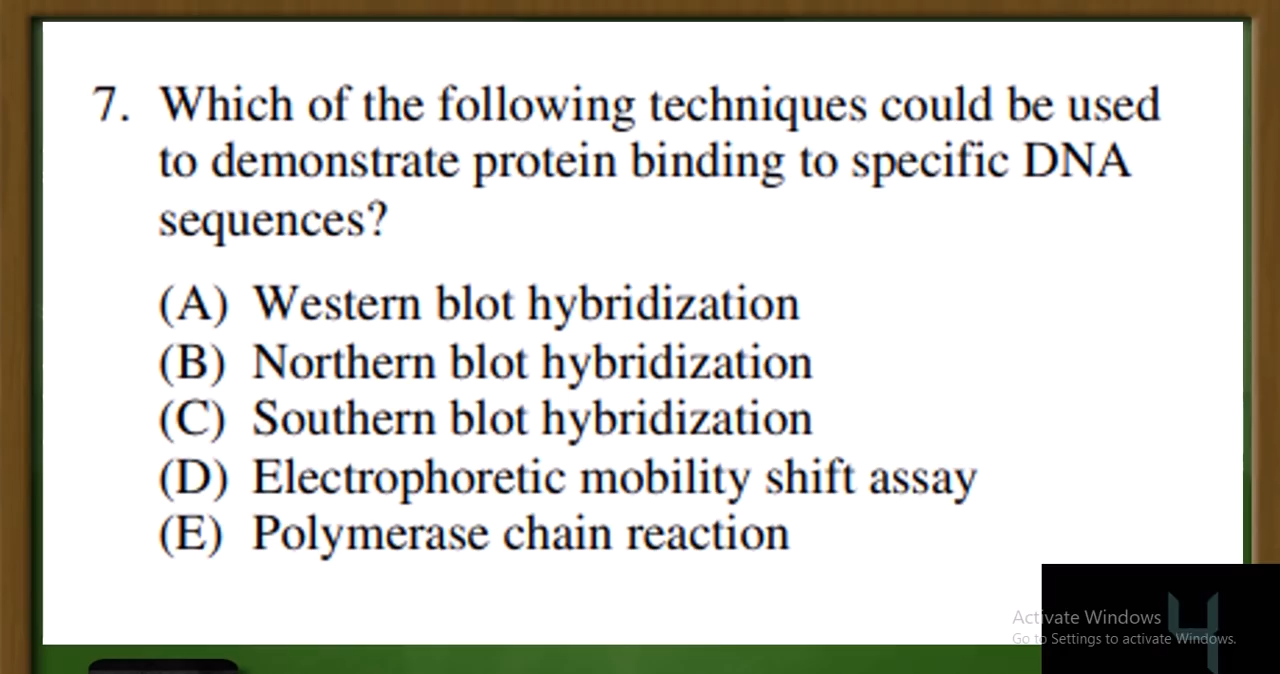 7. Which of the following techniques could be used
to demonstrate protein binding to specific DNA
sequences?
(A) Western blot hybridization
(B) Northern blot hybridization
(C) Southern blot hybridization
(D) Electrophoretic mobility shift assay
(E) Polymerase chain reaction
Activate Windows
Go to Settings to activate Windows.
4